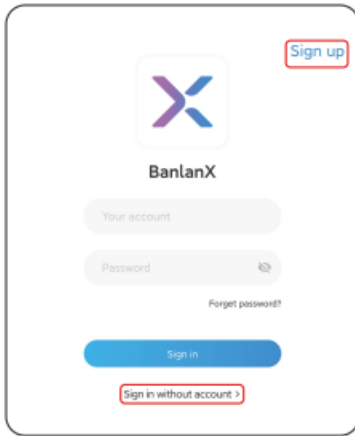 Sign up
BanlanX
Your account
Password
Forget password?
Sign in
Sign in without account >